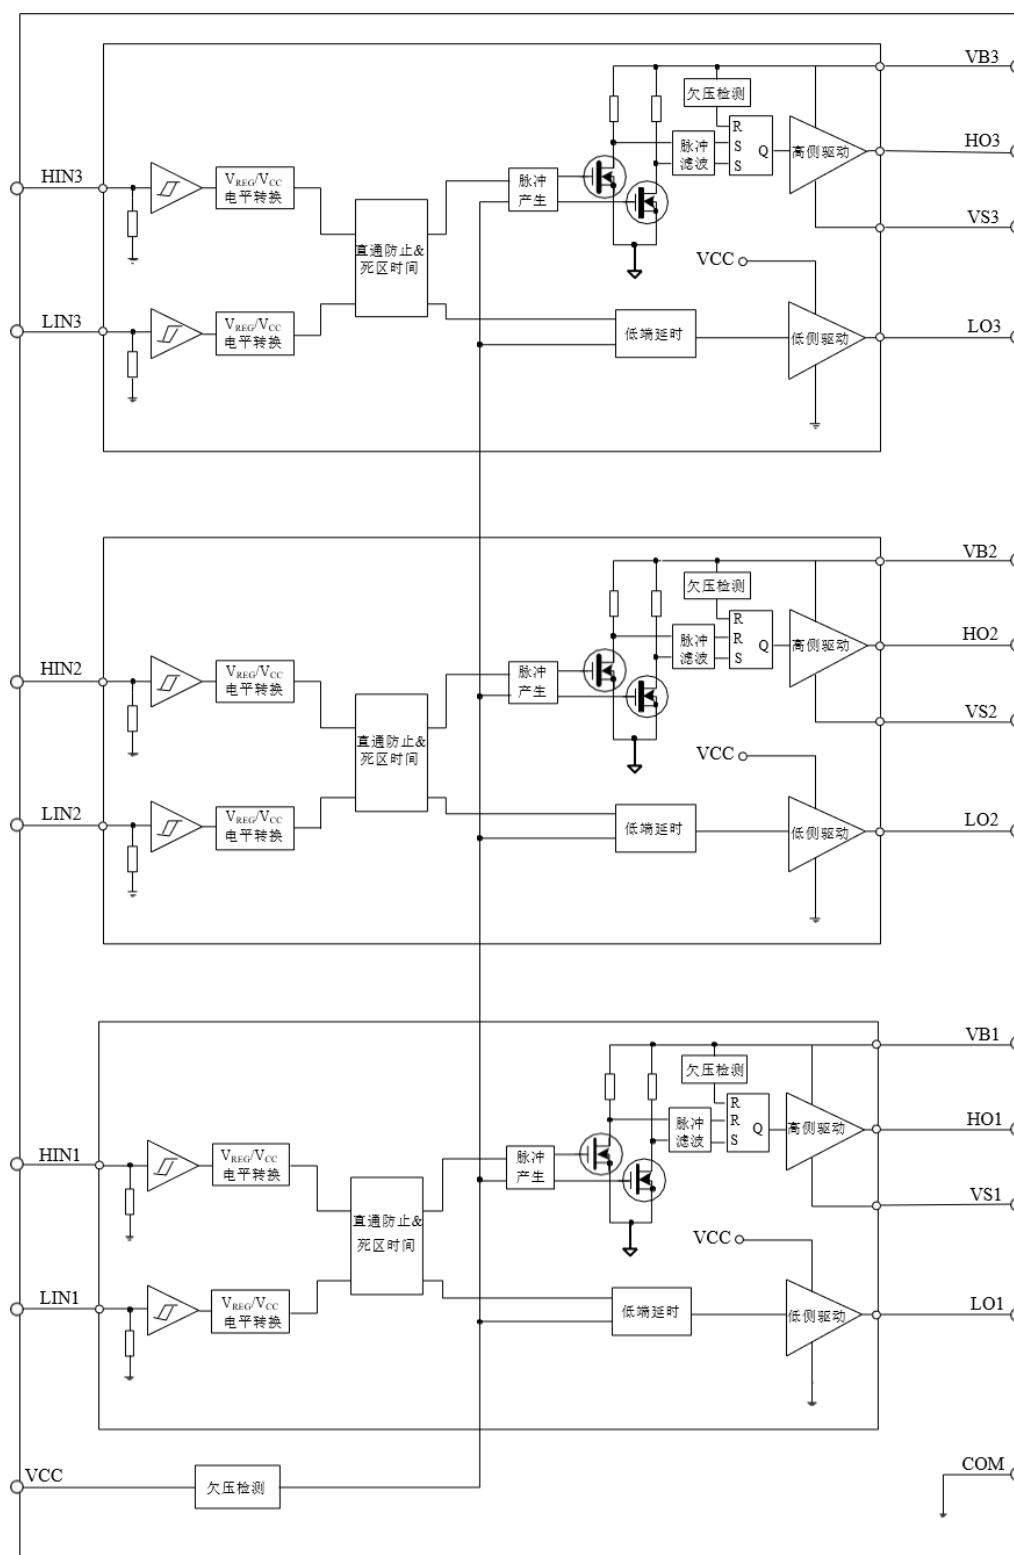 VB3
欠压检测
R
S
S
Q
脉冲
滤波
高侧驱动
HO3
HIN3
VREG/VCC
电平转换
脉冲
产生
VS3
直通防止&
死区时间
VCC
LIN3
VREG/VCC
电平转换
低端延时
低侧驱动
LO3
VB2
欠压检测
R
R
S
Q
脉冲
滤波
高侧驱动
HO2
HIN2
VREG/VCC
电平转换
脉冲
产生
VS2
直通防止&
死区时间
VCC
LIN2
VREG/VCC
电平转换
低端延时
低侧驱动
LO2
VB1
欠压检测
R
R
S
Q
脉冲
滤波
高侧驱动
HO1
HIN1
VREG/VCC
电平转换
脉冲
产生
VS1
直通防止&
死区时间
VCC
LIN1
VREG/VCC
电平转换
低端延时
低侧驱动
LO1
VCC
欠压检测
COM